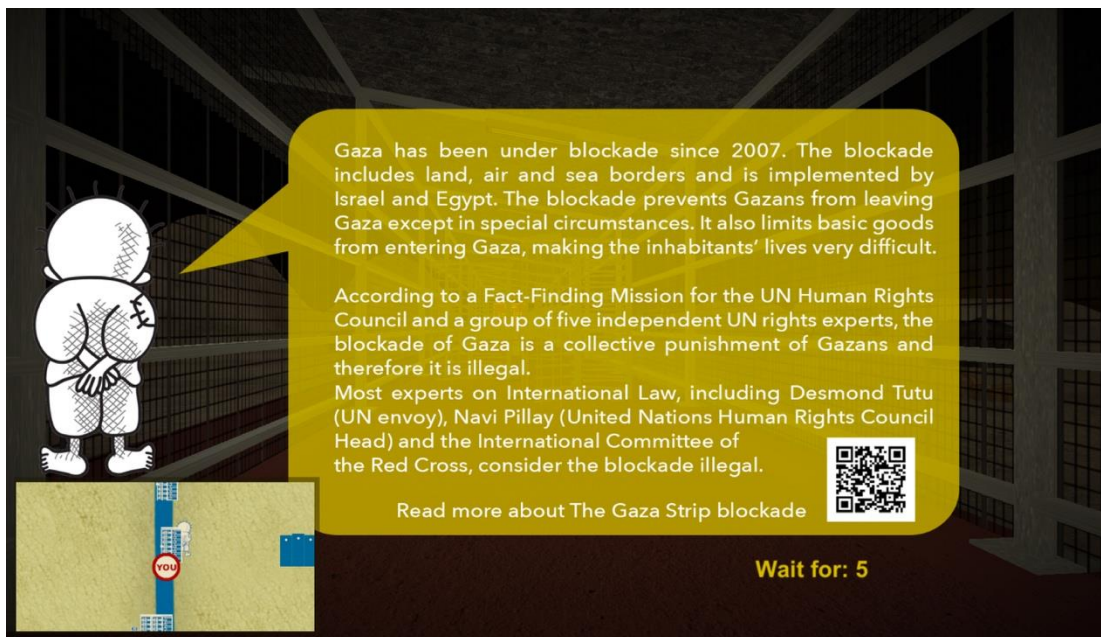 Gaza has been under blockade since 2007. The blockade
includes land, air and sea borders and is implemented by
Israel and Egypt. The blockade prevents Gazans from leaving
Gaza except in special circumstances. It also limits basic goods
from entering Gaza, making the inhabitants’ lives very difficult.
According to a Fact-Finding Mission for the UN Human Rights
Council and a group of five independent UN rights experts, the
blockade of Gaza is a collective punishment of Gazans and
therefore it is illegal.
Most experts on International Law, including Desmond Tutu
(UN envoy), Navi Pillay (United Nations Human Rights Council
Head) and the International Committee of
the Red Cross, consider the blockade illegal.
Read more about The Gaza Strip blockade
Wait for: 5
YOU